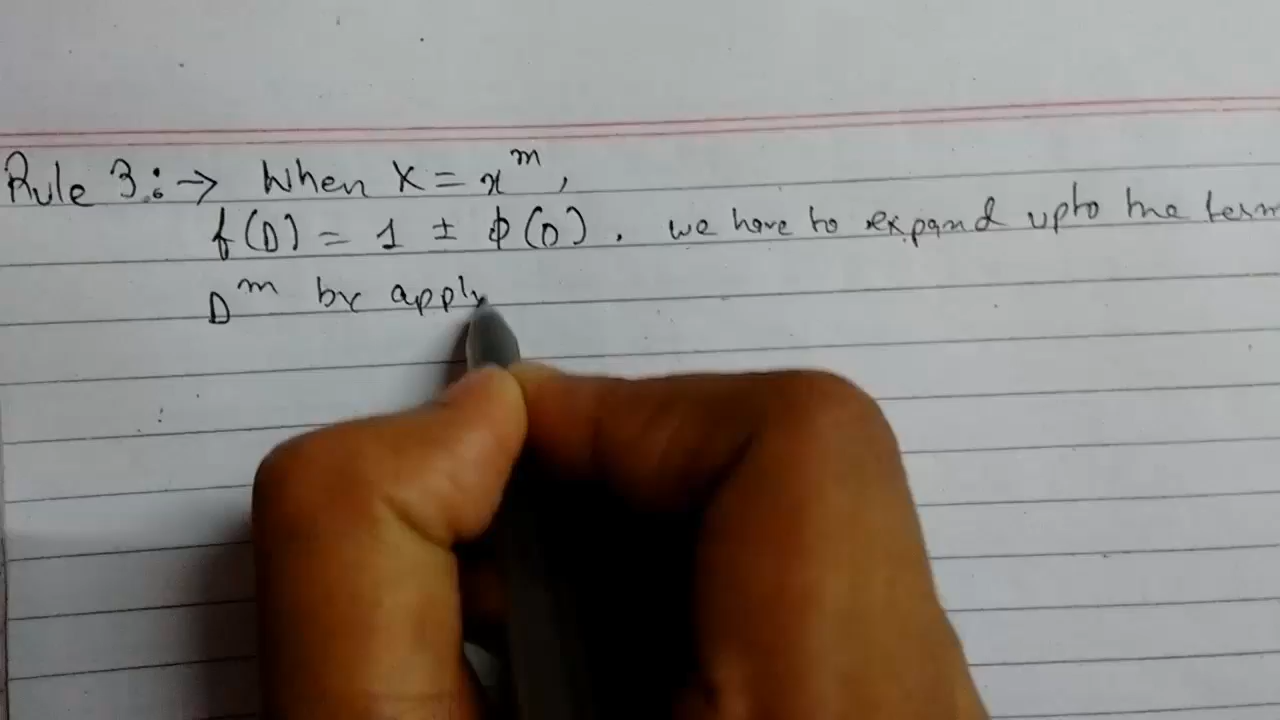 Rule 3:→ When X = x^m,
f(D) = 1 ± ϕ(D). we have to expand upto the term
D^m by apply